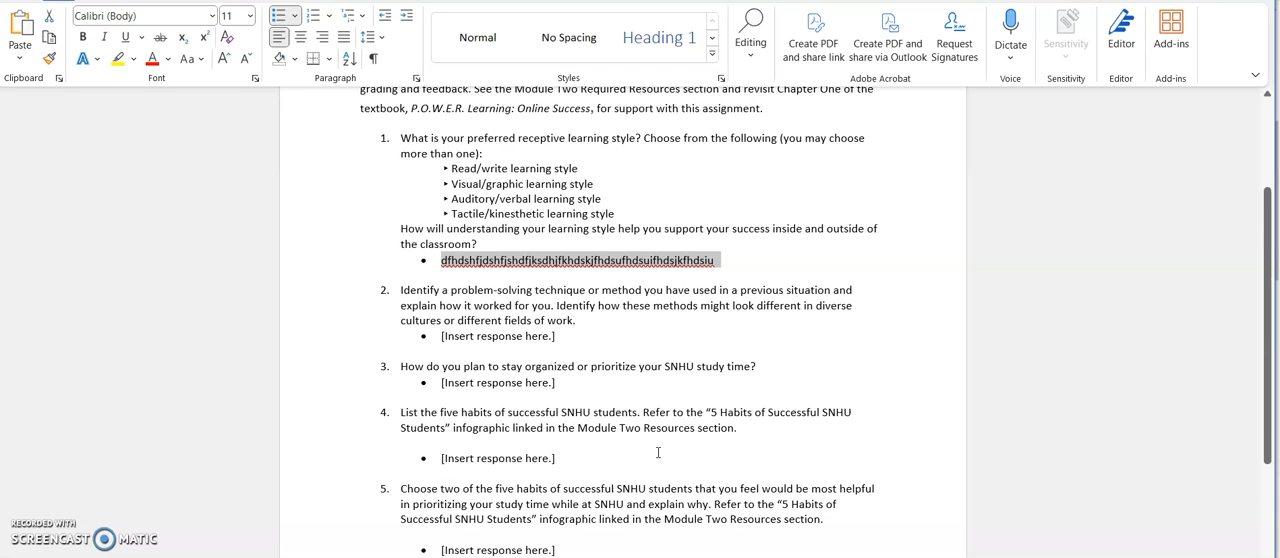 Calibri (Body) 11
Normal No Spacing Heading 1
Paste Editing Create PDF and share link Create PDF and share via Outlook Request Signatures Dictate Sensitivity Editor Add-ins
Clipboard Font Paragraph Styles Adobe Acrobat Voice Sensitivity Editor Add-ins
grading and feedback. See the Module Two Required Resources section and revisit Chapter One of the
textbook, P.O.W.E.R. Learning: Online Success, for support with this assignment.
1. What is your preferred receptive learning style? Choose from the following (you may choose
more than one):
‣ Read/write learning style
‣ Visual/graphic learning style
‣ Auditory/verbal learning style
‣ Tactile/kinesthetic learning style
How will understanding your learning style help you support your success inside and outside of
the classroom?
• dfhdshfjdshfjshdfjksdhjfkhdskjfhdsufhdsuifhdsjkfhdsiu
2. Identify a problem-solving technique or method you have used in a previous situation and
explain how it worked for you. Identify how these methods might look different in diverse
cultures or different fields of work.
• [Insert response here.]
3. How do you plan to stay organized or prioritize your SNHU study time?
• [Insert response here.]
4. List the five habits of successful SNHU students. Refer to the “5 Habits of Successful SNHU
Students” infographic linked in the Module Two Resources section.
• [Insert response here.]
5. Choose two of the five habits of successful SNHU students that you feel would be most helpful
in prioritizing your study time while at SNHU and explain why. Refer to the “5 Habits of
Successful SNHU Students” infographic linked in the Module Two Resources section.
• [Insert response here.]
RECORDED WITH
SCREENCAST MATIC